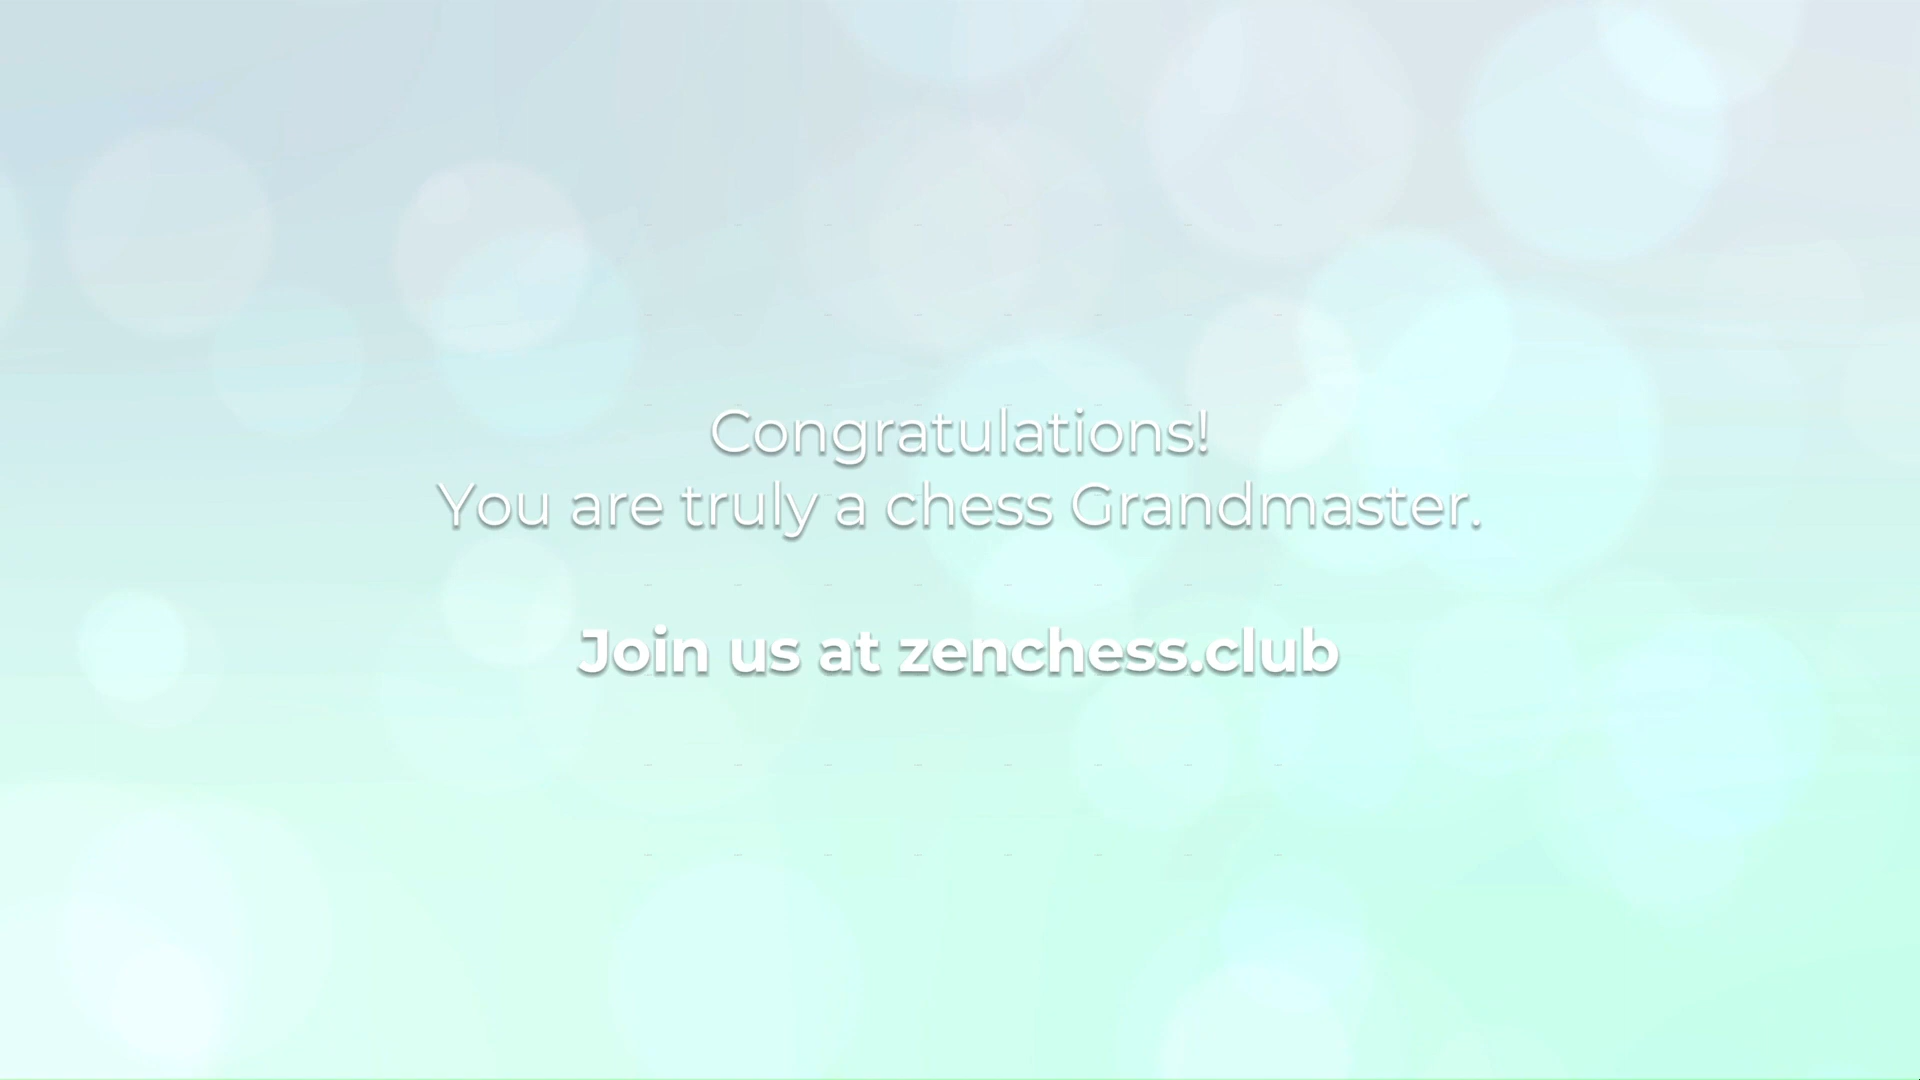 Congratulations!
You are truly a chess Grandmaster.
Join us at zenchess.club